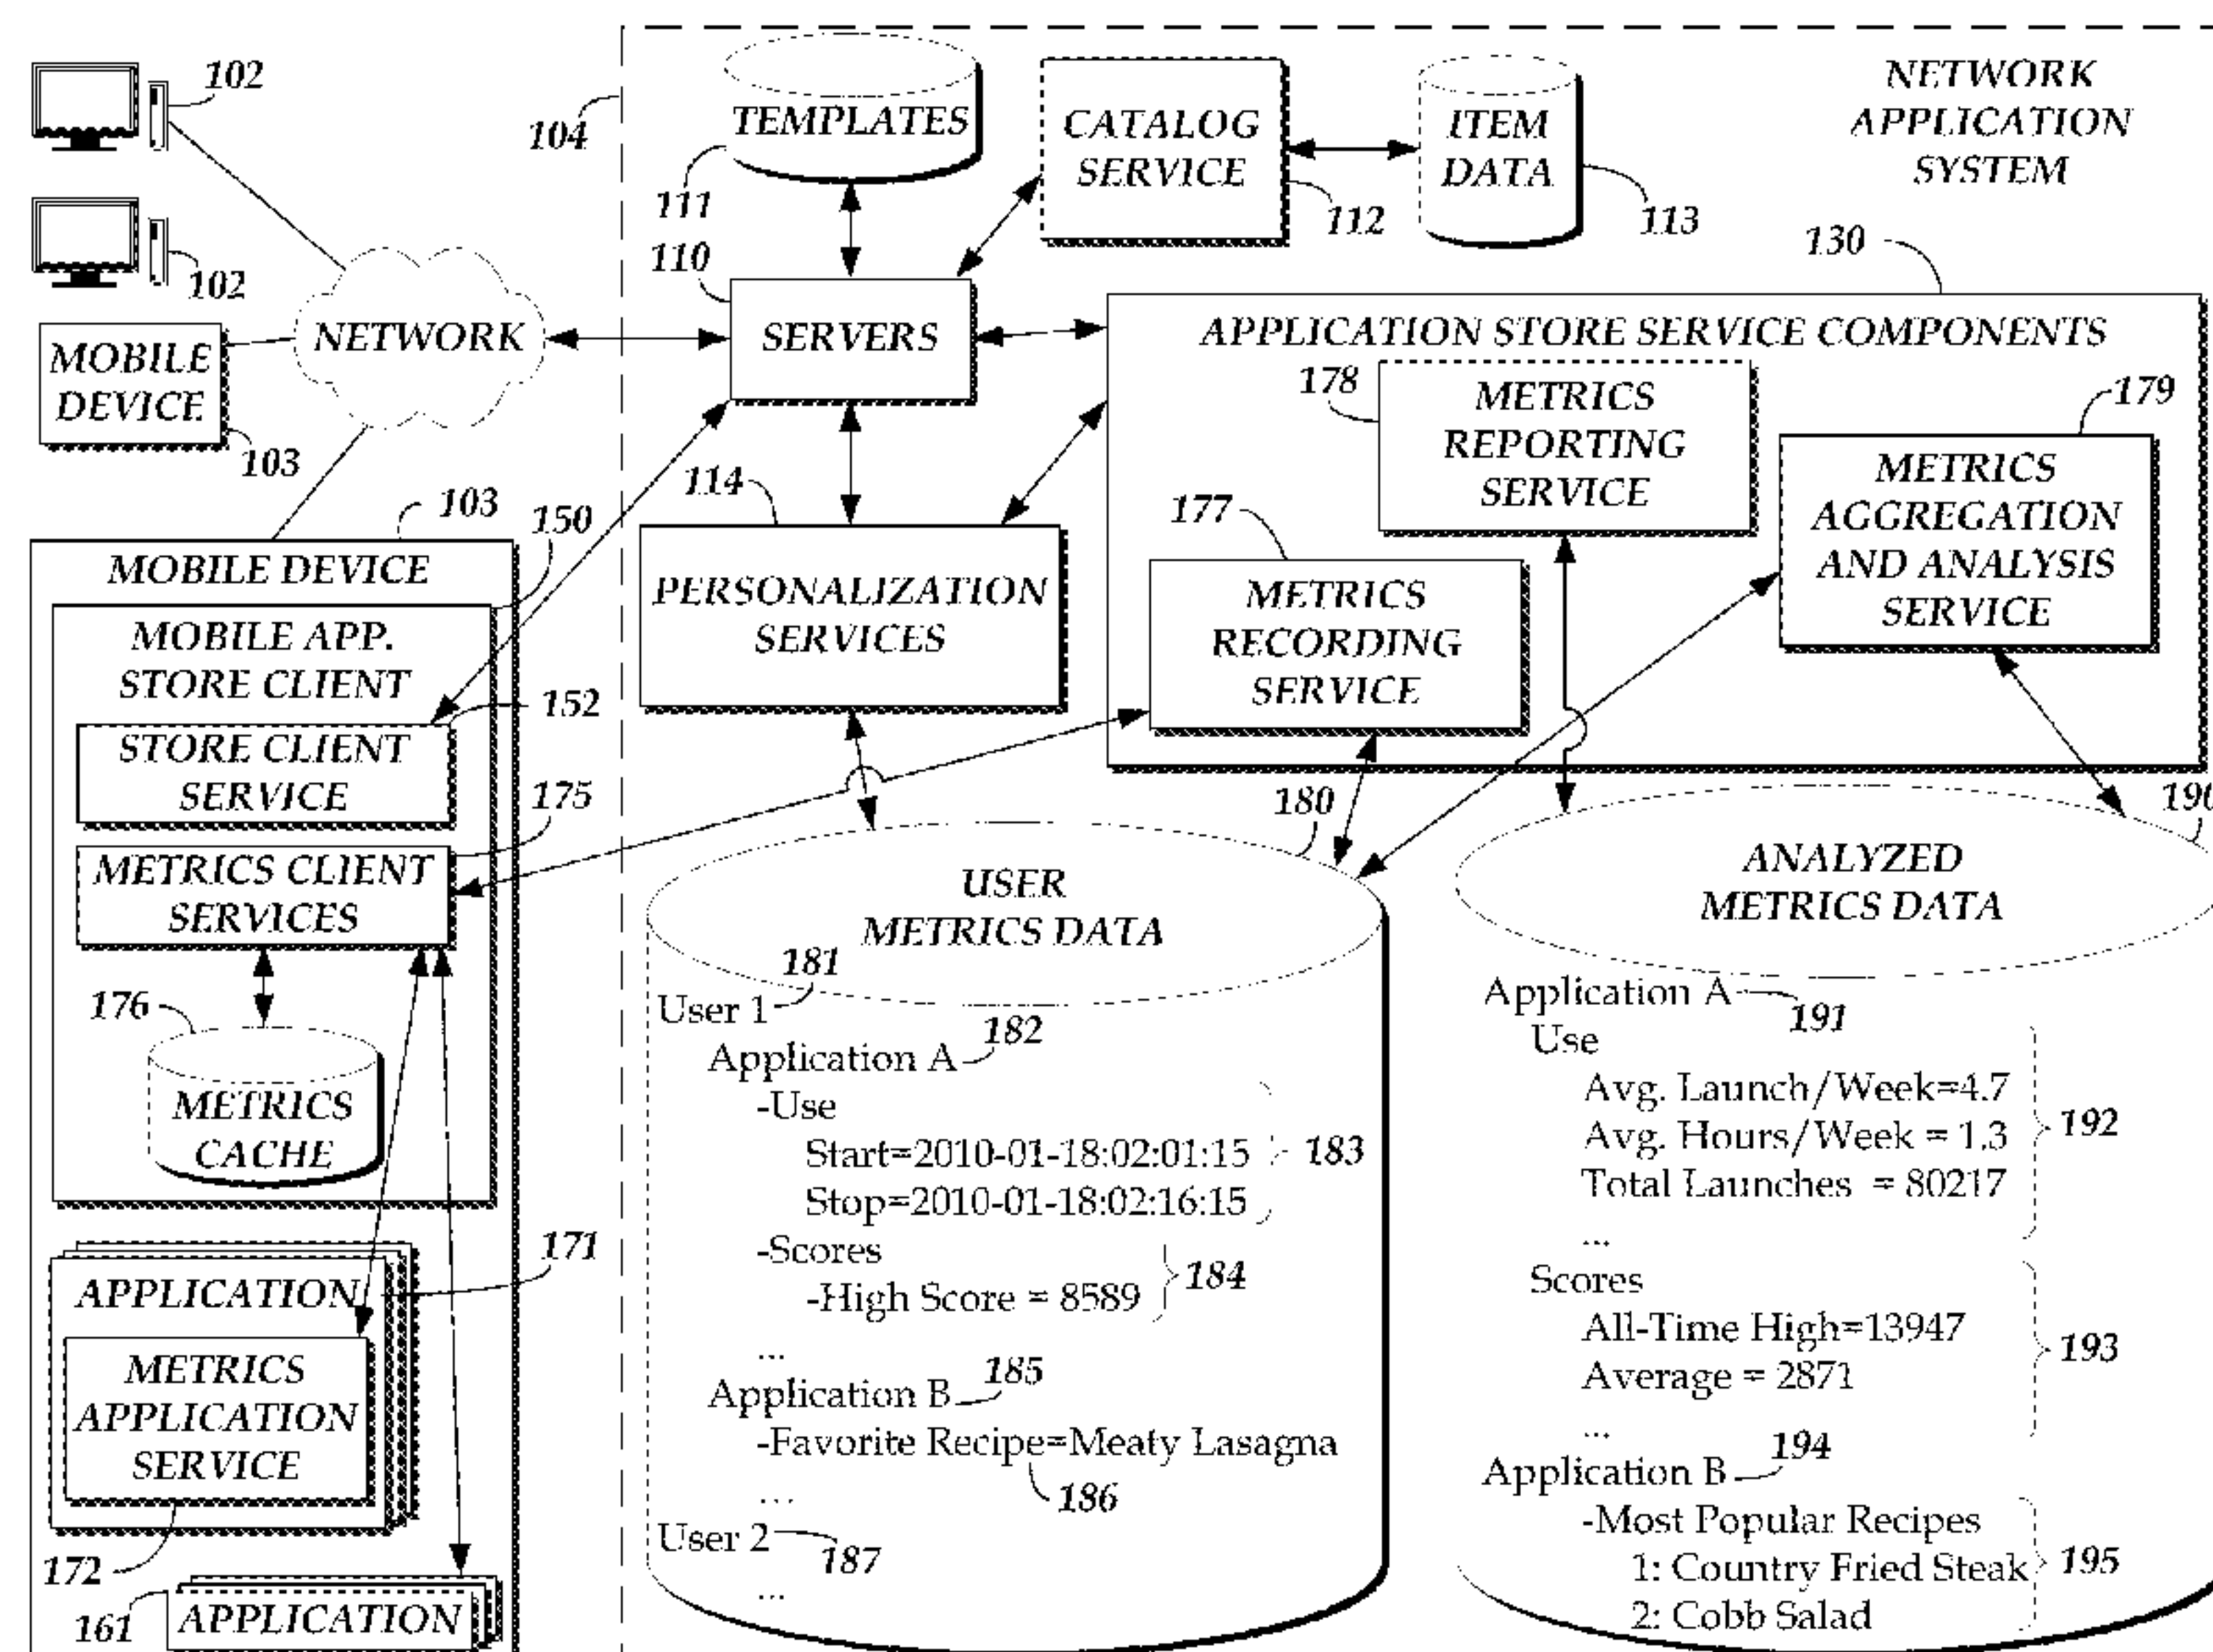 102
102
MOBILE
DEVICE
103
NETWORK
104
TEMPLATES
111
CATALOG
SERVICE
112
ITEM
DATA
113
NETWORK
APPLICATION
SYSTEM
110
SERVERS
130
APPLICATION STORE SERVICE COMPONENTS
178
METRICS
REPORTING
SERVICE
179
METRICS
AGGREGATION
AND ANALYSIS
SERVICE
177
METRICS
RECORDING
SERVICE
114
PERSONALIZATION
SERVICES
103
150
MOBILE DEVICE
MOBILE APP.
STORE CLIENT
152
STORE CLIENT
SERVICE
175
METRICS CLIENT
SERVICES
176
METRICS
CACHE
171
APPLICATION
METRICS
APPLICATION
SERVICE
172
161
APPLICATION
180
USER
METRICS DATA
181
User 1
182
Application A
-Use
Start=2010-01-18:02:01:15
183
Stop=2010-01-18:02:16:15
-Scores
184
-High Score = 8589
...
185
Application B
-Favorite Recipe=Meaty Lasagna
...
186
User 2
187
...
190
ANALYZED
METRICS DATA
Application A
191
Use
Avg. Launch/Week=4.7
Avg. Hours/Week = 1.3
192
Total Launches = 80217
...
Scores
All-Time High=13947
193
Average = 2871
...
194
Application B
-Most Popular Recipes
1: Country Fried Steak
195
2: Cobb Salad